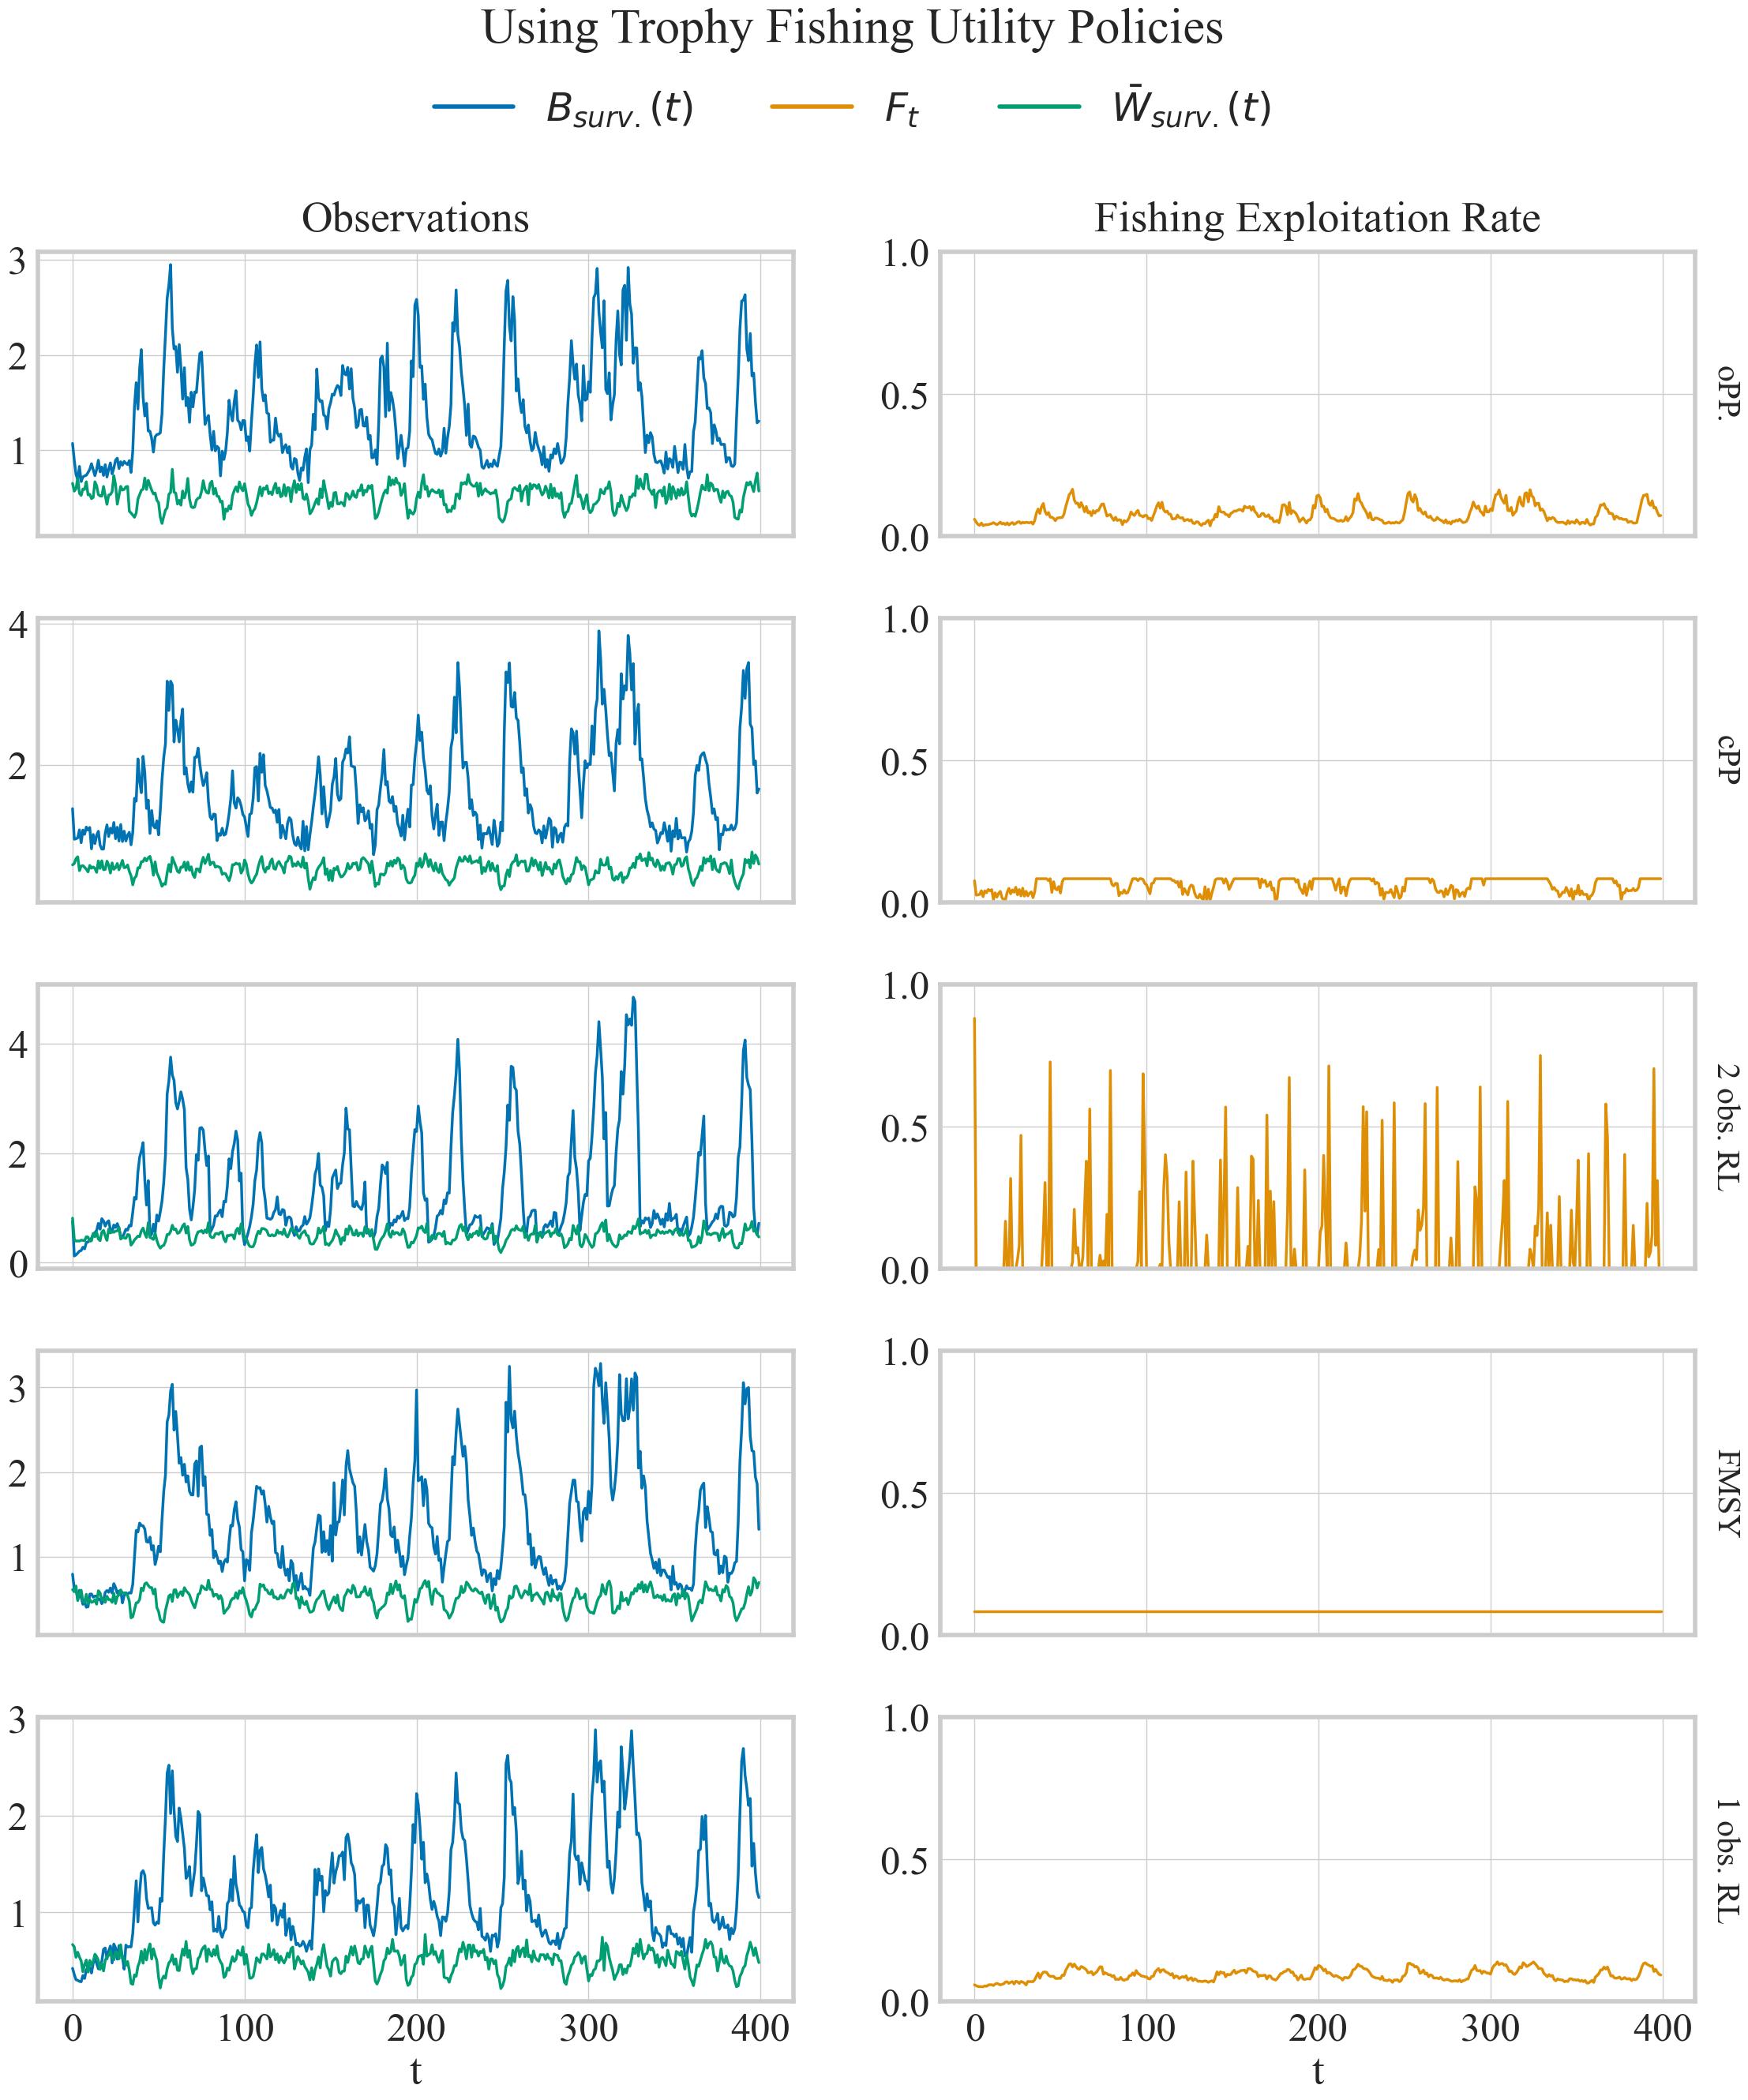 Using Trophy Fishing Utility Policies
B_surv.(t) F_t W̄_surv.(t)
Observations
Fishing Exploitation Rate
3
2
1
1.0
0.5
0.0
oPP.
4
2
1.0
0.5
0.0
cPP
4
2
0
1.0
0.5
0.0
2 obs. RL
3
2
1
1.0
0.5
0.0
FMSY
3
2
1
0 100 200 300 400
t
1.0
0.5
0.0
0 100 200 300 400
t
1 obs. RL